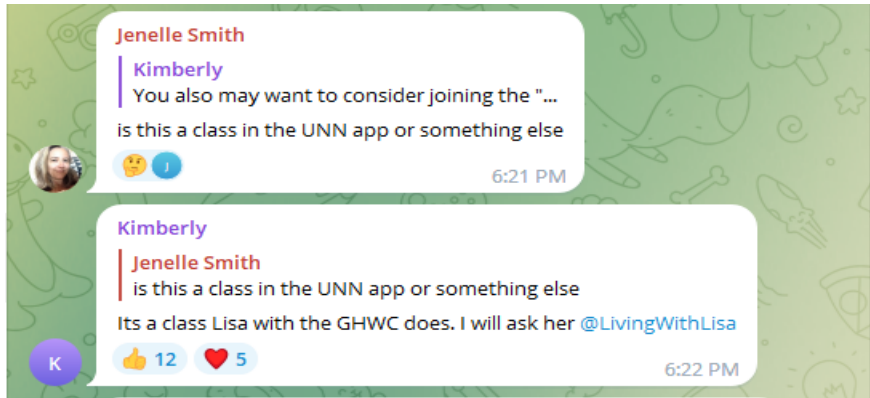 Jenelle Smith
Kimberly
You also may want to consider joining the "...
is this a class in the UNN app or something else
J
6:21 PM
Kimberly
Jenelle Smith
is this a class in the UNN app or something else
Its a class Lisa with the GHWC does. I will ask her @LivingWithLisa
K
12
5
6:22 PM